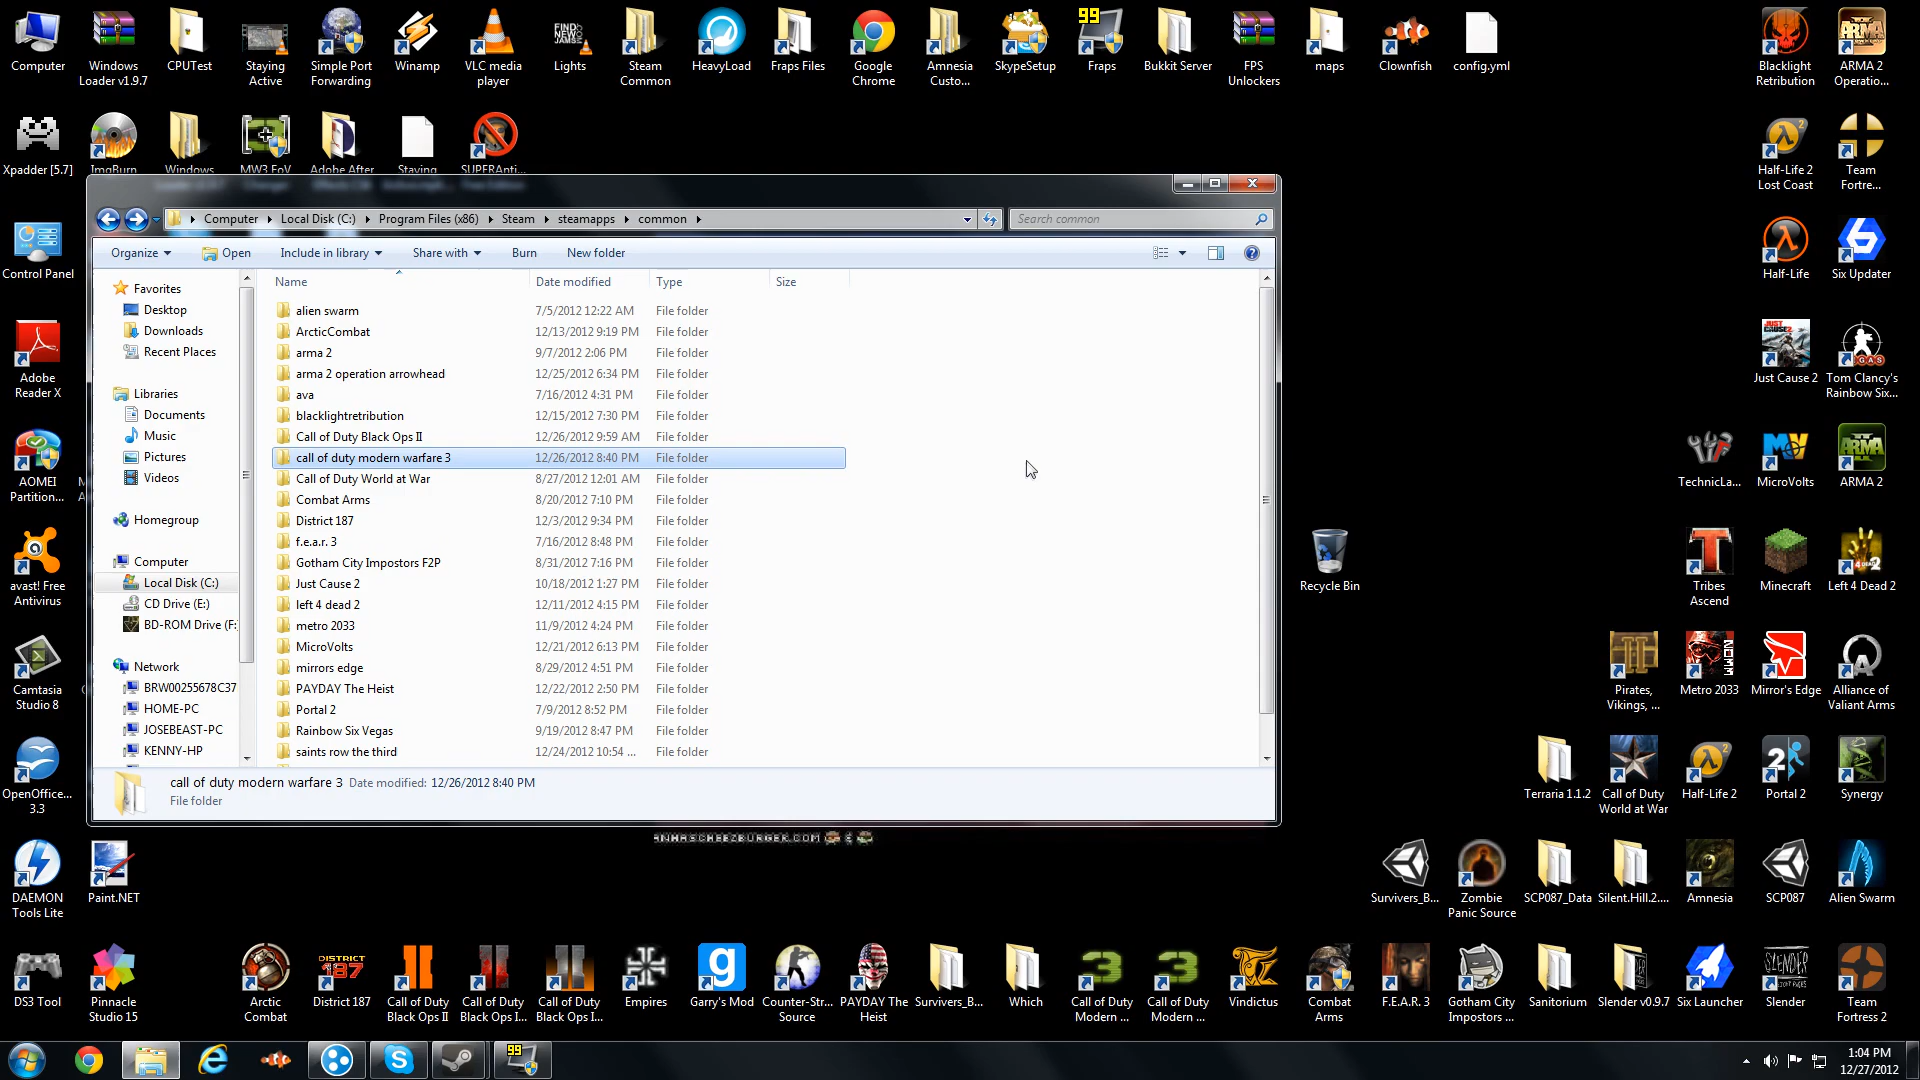 Computer
Windows Loader v1.9.7
CPUTest
Staying Active
Simple Port Forwarding
Winamp
VLC media player
FIND NEW JAMS
Lights
Steam Common
HeavyLoad
Fraps Files
Google Chrome
Amnesia Custo...
SkypeSetup
99
Fraps
Bukkit Server
FPS Unlockers
maps
Clownfish
config.yml
Blacklight Retribution
ARMA 2 Operatio...
Xpadder [5.7]
ImgBurn
Windows
MW3 FoV
Adobe After
Staying
SUPERAnti...
Half-Life 2 Lost Coast
Team Fortre...
Computer
Local Disk (C:)
Program Files (x86)
Steam
steamapps
common
Search common
Organize
Open
Include in library
Share with
Burn
New folder
Name
Date modified
Type
Size
Favorites
Desktop
Downloads
Recent Places
Libraries
Documents
Music
Pictures
Videos
Homegroup
Computer
Local Disk (C:)
CD Drive (E:)
BD-ROM Drive (F:
Network
BRW00255678C37
HOME-PC
JOSEBEAST-PC
KENNY-HP
alien swarm 7/5/2012 12:22 AM File folder
ArcticCombat 12/13/2012 9:19 PM File folder
arma 2 9/7/2012 2:06 PM File folder
arma 2 operation arrowhead 12/25/2012 6:34 PM File folder
ava 7/16/2012 4:31 PM File folder
blacklightretribution 12/15/2012 7:30 PM File folder
Call of Duty Black Ops II 12/26/2012 9:59 AM File folder
call of duty modern warfare 3 12/26/2012 8:40 PM File folder
Call of Duty World at War 8/27/2012 12:01 AM File folder
Combat Arms 8/20/2012 7:10 PM File folder
District 187 12/3/2012 9:34 PM File folder
f.e.a.r. 3 7/16/2012 8:48 PM File folder
Gotham City Impostors F2P 8/31/2012 7:16 PM File folder
Just Cause 2 10/18/2012 1:27 PM File folder
left 4 dead 2 12/11/2012 4:15 PM File folder
metro 2033 11/9/2012 4:24 PM File folder
MicroVolts 12/21/2012 6:13 PM File folder
mirrors edge 8/29/2012 4:51 PM File folder
PAYDAY The Heist 12/22/2012 2:50 PM File folder
Portal 2 7/9/2012 8:52 PM File folder
Rainbow Six Vegas 9/19/2012 8:47 PM File folder
saints row the third 12/24/2012 10:54 ... File folder
call of duty modern warfare 3 Date modified: 12/26/2012 8:40 PM
File folder
Control Panel
Half-Life
Six Updater
Adobe Reader X
Just Cause 2
Tom Clancy's Rainbow Six...
AOMEI Partition...
TechnicLa...
MicroVolts
ARMA 2
avast! Free Antivirus
Recycle Bin
Tribes Ascend
Minecraft
Left 4 Dead 2
Camtasia Studio 8
Pirates, Vikings, ...
Metro 2033
Mirror's Edge
Alliance of Valiant Arms
OpenOffice... 3.3
Terraria 1.1.2
Call of Duty World at War
Half-Life 2
Portal 2
Synergy
DAEMON Tools Lite
Paint.NET
Survivers_B...
Zombie Panic Source
SCP087_Data
Silent.Hill.2....
Amnesia
SCP087
Alien Swarm
DS3 Tool
Pinnacle Studio 15
Arctic Combat
DISTRICT 187
District 187
Call of Duty Black Ops II
Call of Duty Black Ops I...
Call of Duty Black Ops I...
Empires
Garry's Mod
Counter-Str... Source
PAYDAY The Heist
Survivers_B...
Which
Call of Duty Modern ...
Call of Duty Modern ...
Vindictus
Combat Arms
F.E.A.R. 3
Gotham City Impostors ...
Sanitorium
Slender v0.9.7
Six Launcher
Slender
Team Fortress 2
99
1:04 PM
12/27/2012